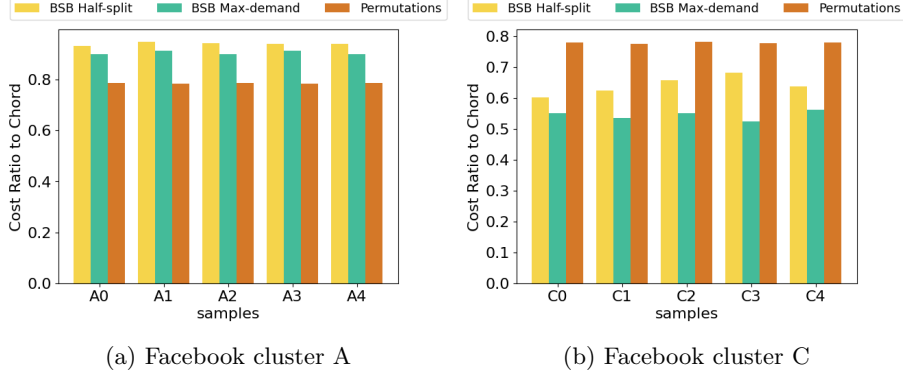 BSB Half-split BSB Max-demand Permutations
Cost Ratio to Chord
0.8
0.6
0.4
0.2
0.0
A0 A1 A2 A3 A4
samples
(a) Facebook cluster A
BSB Half-split BSB Max-demand Permutations
Cost Ratio to Chord
0.8
0.7
0.6
0.5
0.4
0.3
0.2
0.1
0.0
C0 C1 C2 C3 C4
samples
(b) Facebook cluster C